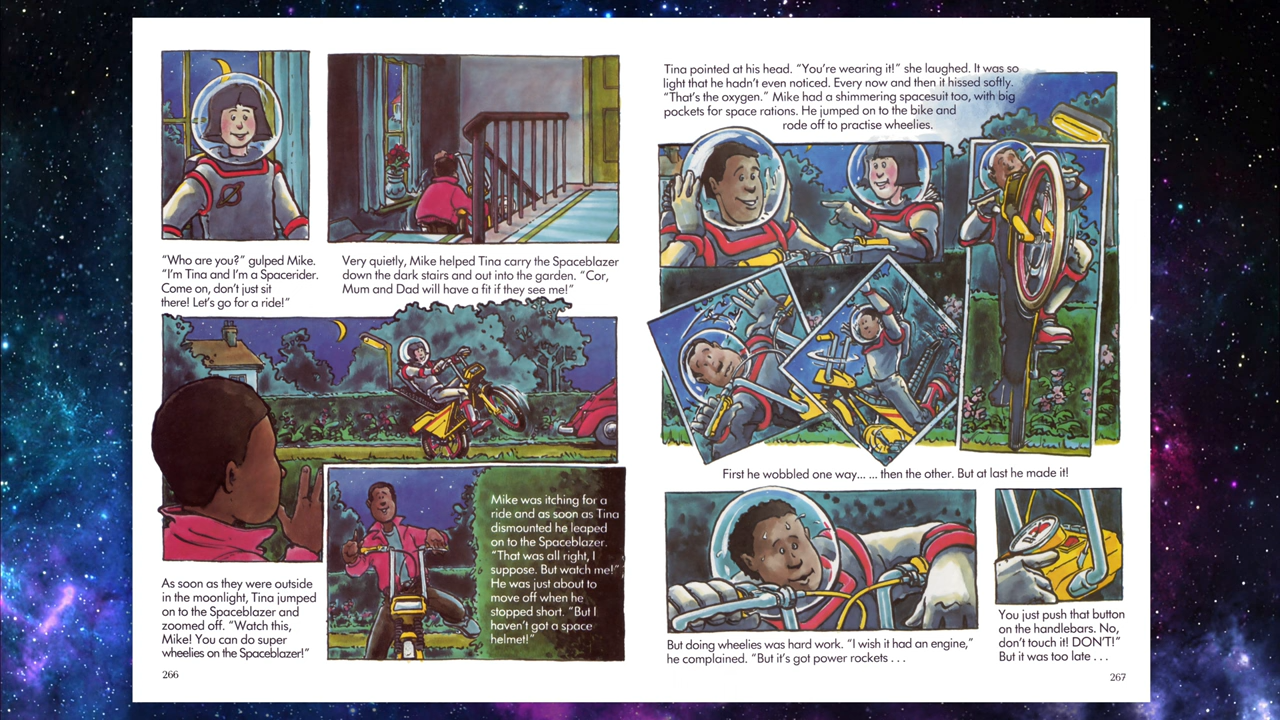 "Who are you?" gulped Mike.
"I'm Tina and I'm a Spacerider.
Come on, don't just sit
there! Let's go for a ride!"
Very quietly, Mike helped Tina carry the Spaceblazer
down the dark stairs and out into the garden. "Cor,
Mum and Dad will have a fit if they see me!"
As soon as they were outside
in the moonlight, Tina jumped
on to the Spaceblazer and
zoomed off. "Watch this,
Mike! You can do super
wheelies on the Spaceblazer!"
Mike was itching for a
ride and as soon as Tina
dismounted he leaped
on to the Spaceblazer.
"That was all right, I
suppose. But watch me!"
He was just about to
move off when he
stopped short. "But I
haven't got a space
helmet!"
266
Tina pointed at his head. "You're wearing it!" she laughed. It was so
light that he hadn't even noticed. Every now and then it hissed softly.
"That's the oxygen." Mike had a shimmering spacesuit too, with big
pockets for space rations. He jumped on to the bike and
rode off to practise wheelies.
First he wobbled one way... ... then the other. But at last he made it!
But doing wheelies was hard work. "I wish it had an engine,"
he complained. "But it's got power rockets . . .
You just push that button
on the handlebars. No,
don't touch it! DON'T!"
But it was too late . . .
267